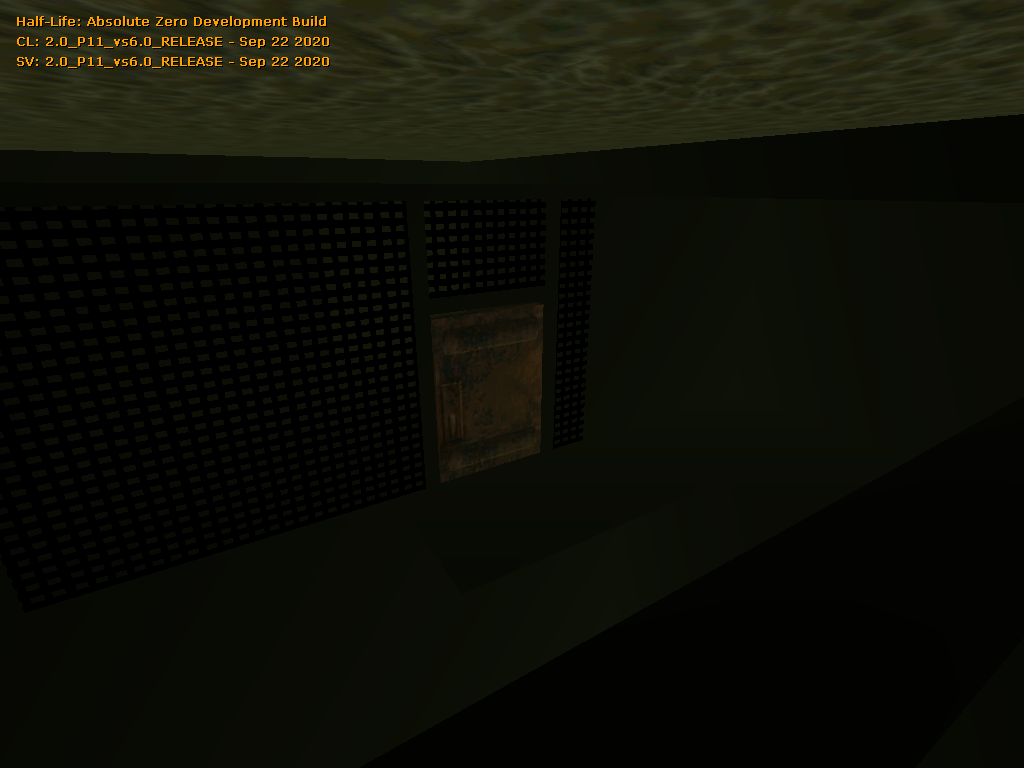 Half-Life: Absolute Zero Development Build
CL: 2.0_P11_vs6.0_RELEASE - Sep 22 2020
SV: 2.0_P11_vs6.0_RELEASE - Sep 22 2020